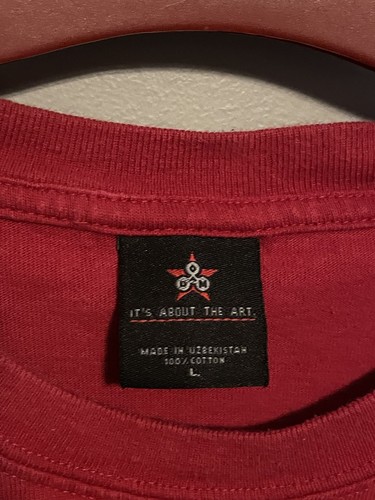 O
B N
IT'S ABOUT THE ART.
MADE IN UZBEKISTAN
100% COTTON
L.